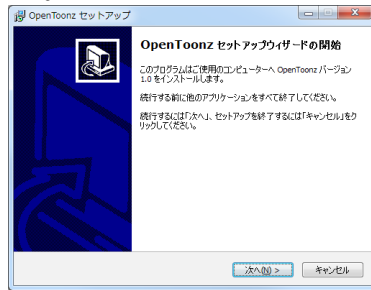 OpenToonz セットアップ
OpenToonz セットアップウィザードの開始
このプログラムはご使用のコンピューターへ OpenToonz バージョン
1.0 をインストールします。
続行する前に他のアプリケーションをすべて終了してください。
続行するには「次へ」、セットアップを終了するには「キャンセル」をク
リックしてください。
次へ(N) >
キャンセル